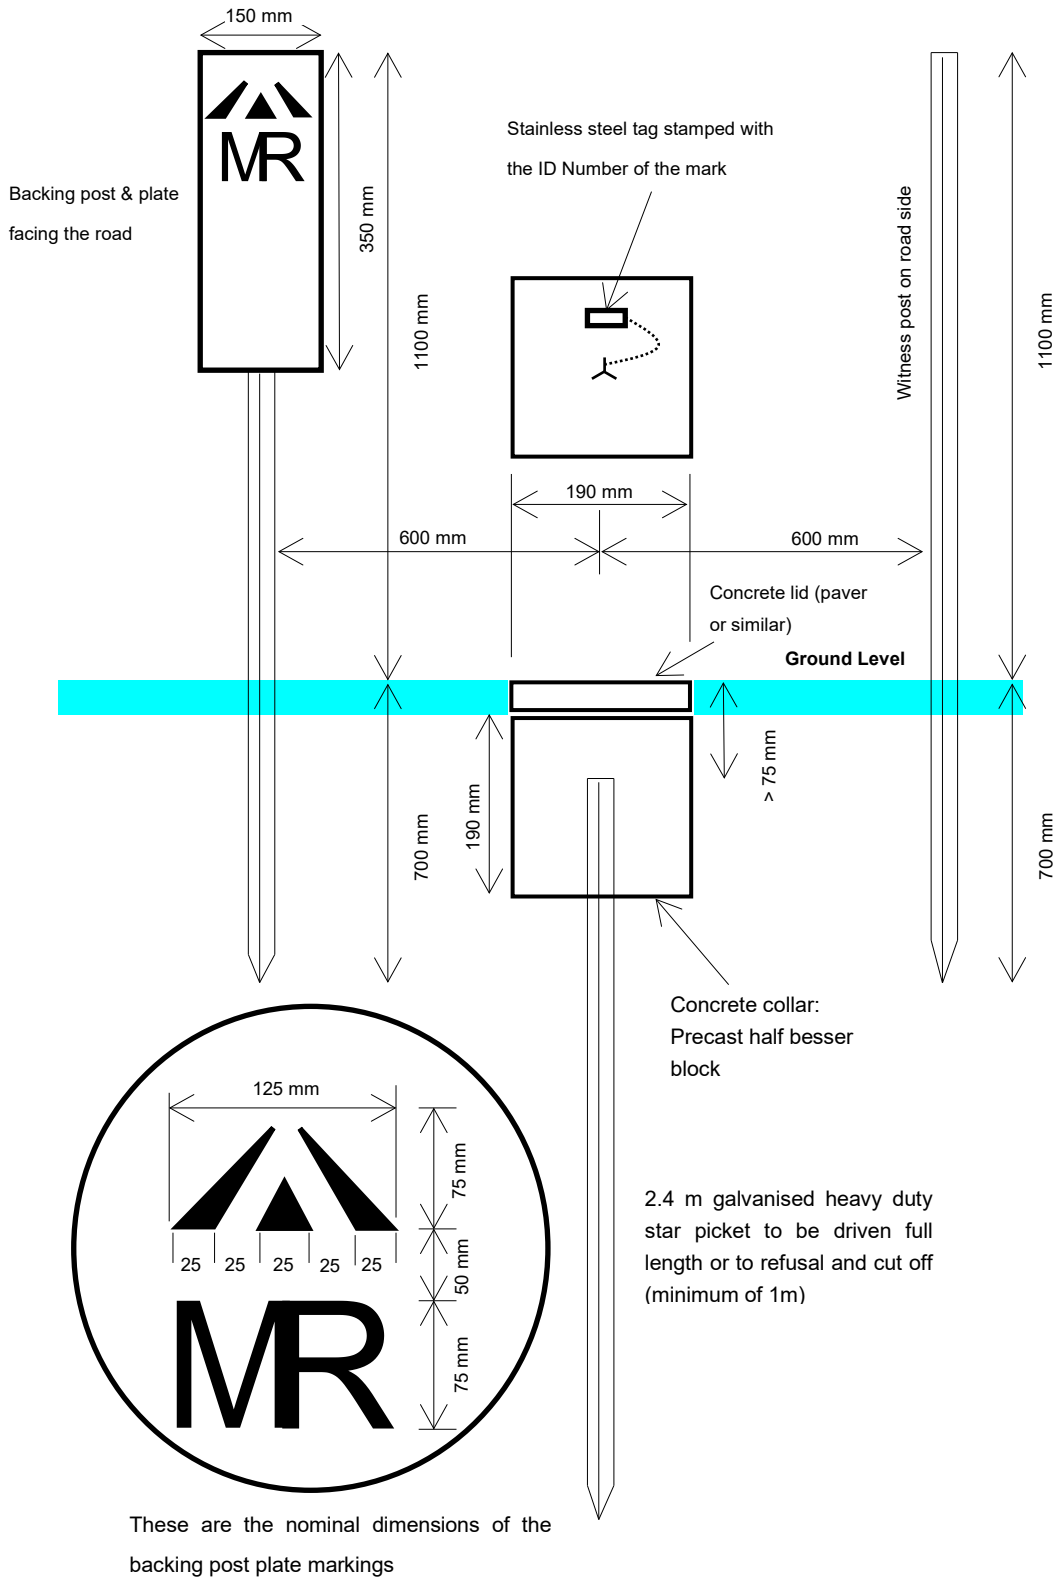 150 mm
MR
Backing post & plate
facing the road
350 mm
1100 mm
Stainless steel tag stamped with
the ID Number of the mark
Witness post on road side
1100 mm
190 mm
600 mm
600 mm
Concrete lid (paver
or similar)
Ground Level
> 75 mm
190 mm
700 mm
700 mm
Concrete collar:
Precast half besser
block
125 mm
75 mm
25 25 25 25 25
50 mm
MR
75 mm
2.4 m galvanised heavy duty
star picket to be driven full
length or to refusal and cut off
(minimum of 1m)
These are the nominal dimensions of the
backing post plate markings